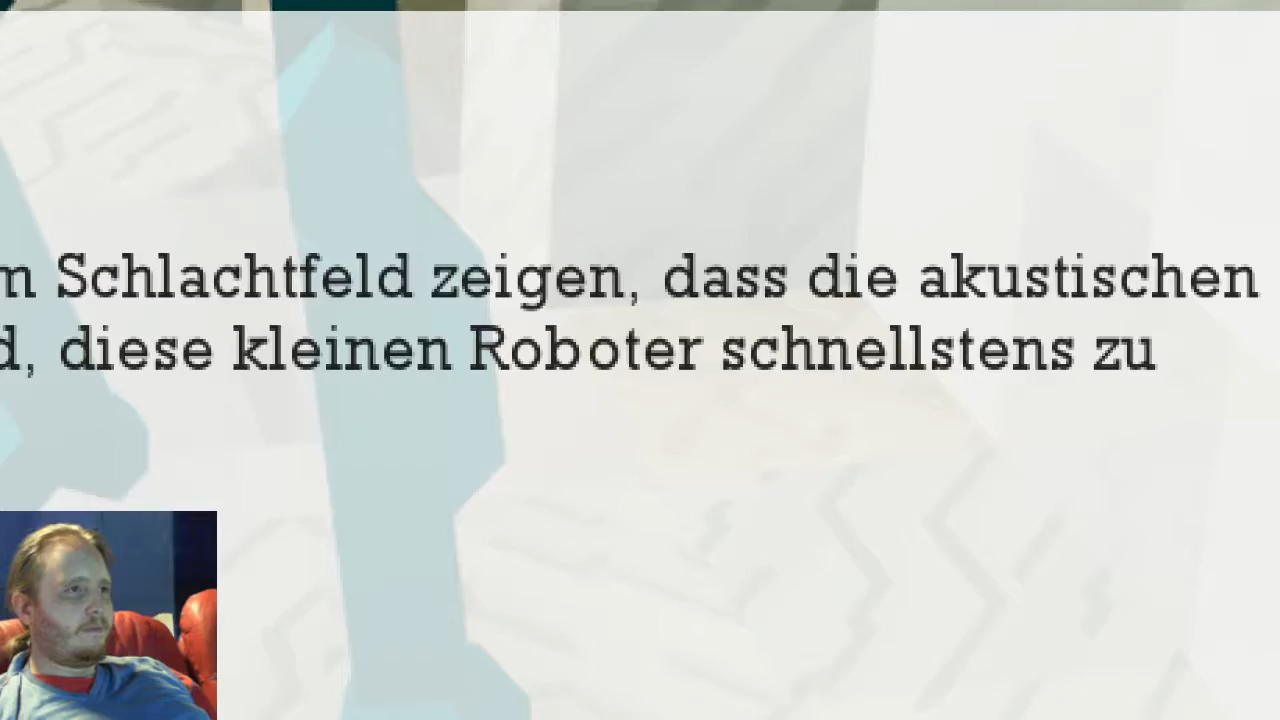 m Schlachtfeld zeigen, dass die akustischen
d, diese kleinen Roboter schnellstens zu